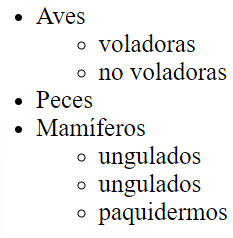 Aves
voladoras
no voladoras
Peces
Mamíferos
ungulados
ungulados
paquidermos